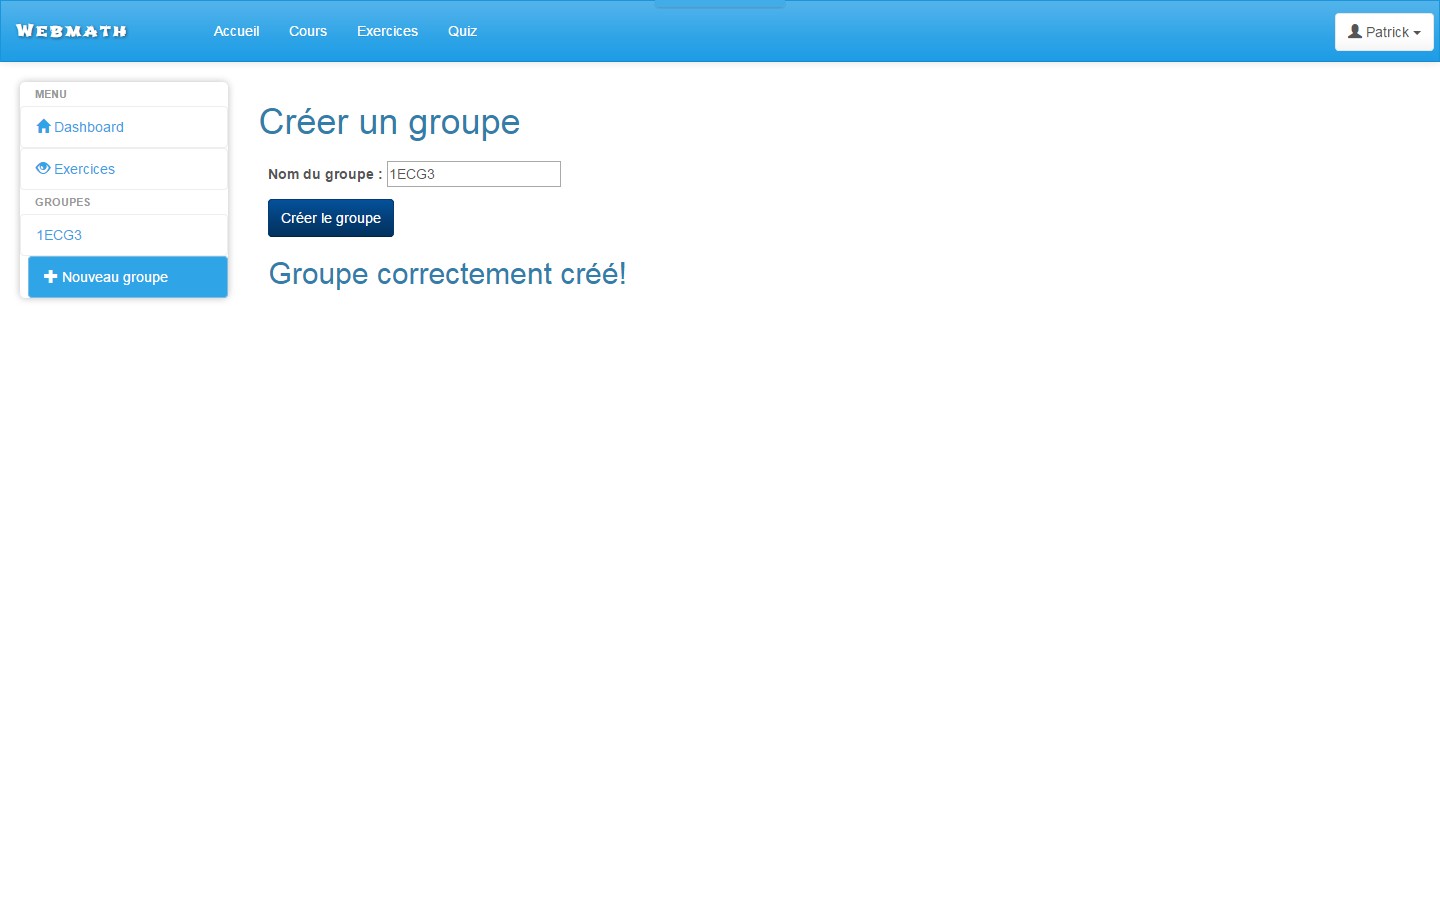 Webmath
Accueil Cours Exercices Quiz
Patrick
MENU
Dashboard
Exercices
GROUPES
1ECG3
Nouveau groupe
Créer un groupe
Nom du groupe : 1ECG3
Créer le groupe
Groupe correctement créé!